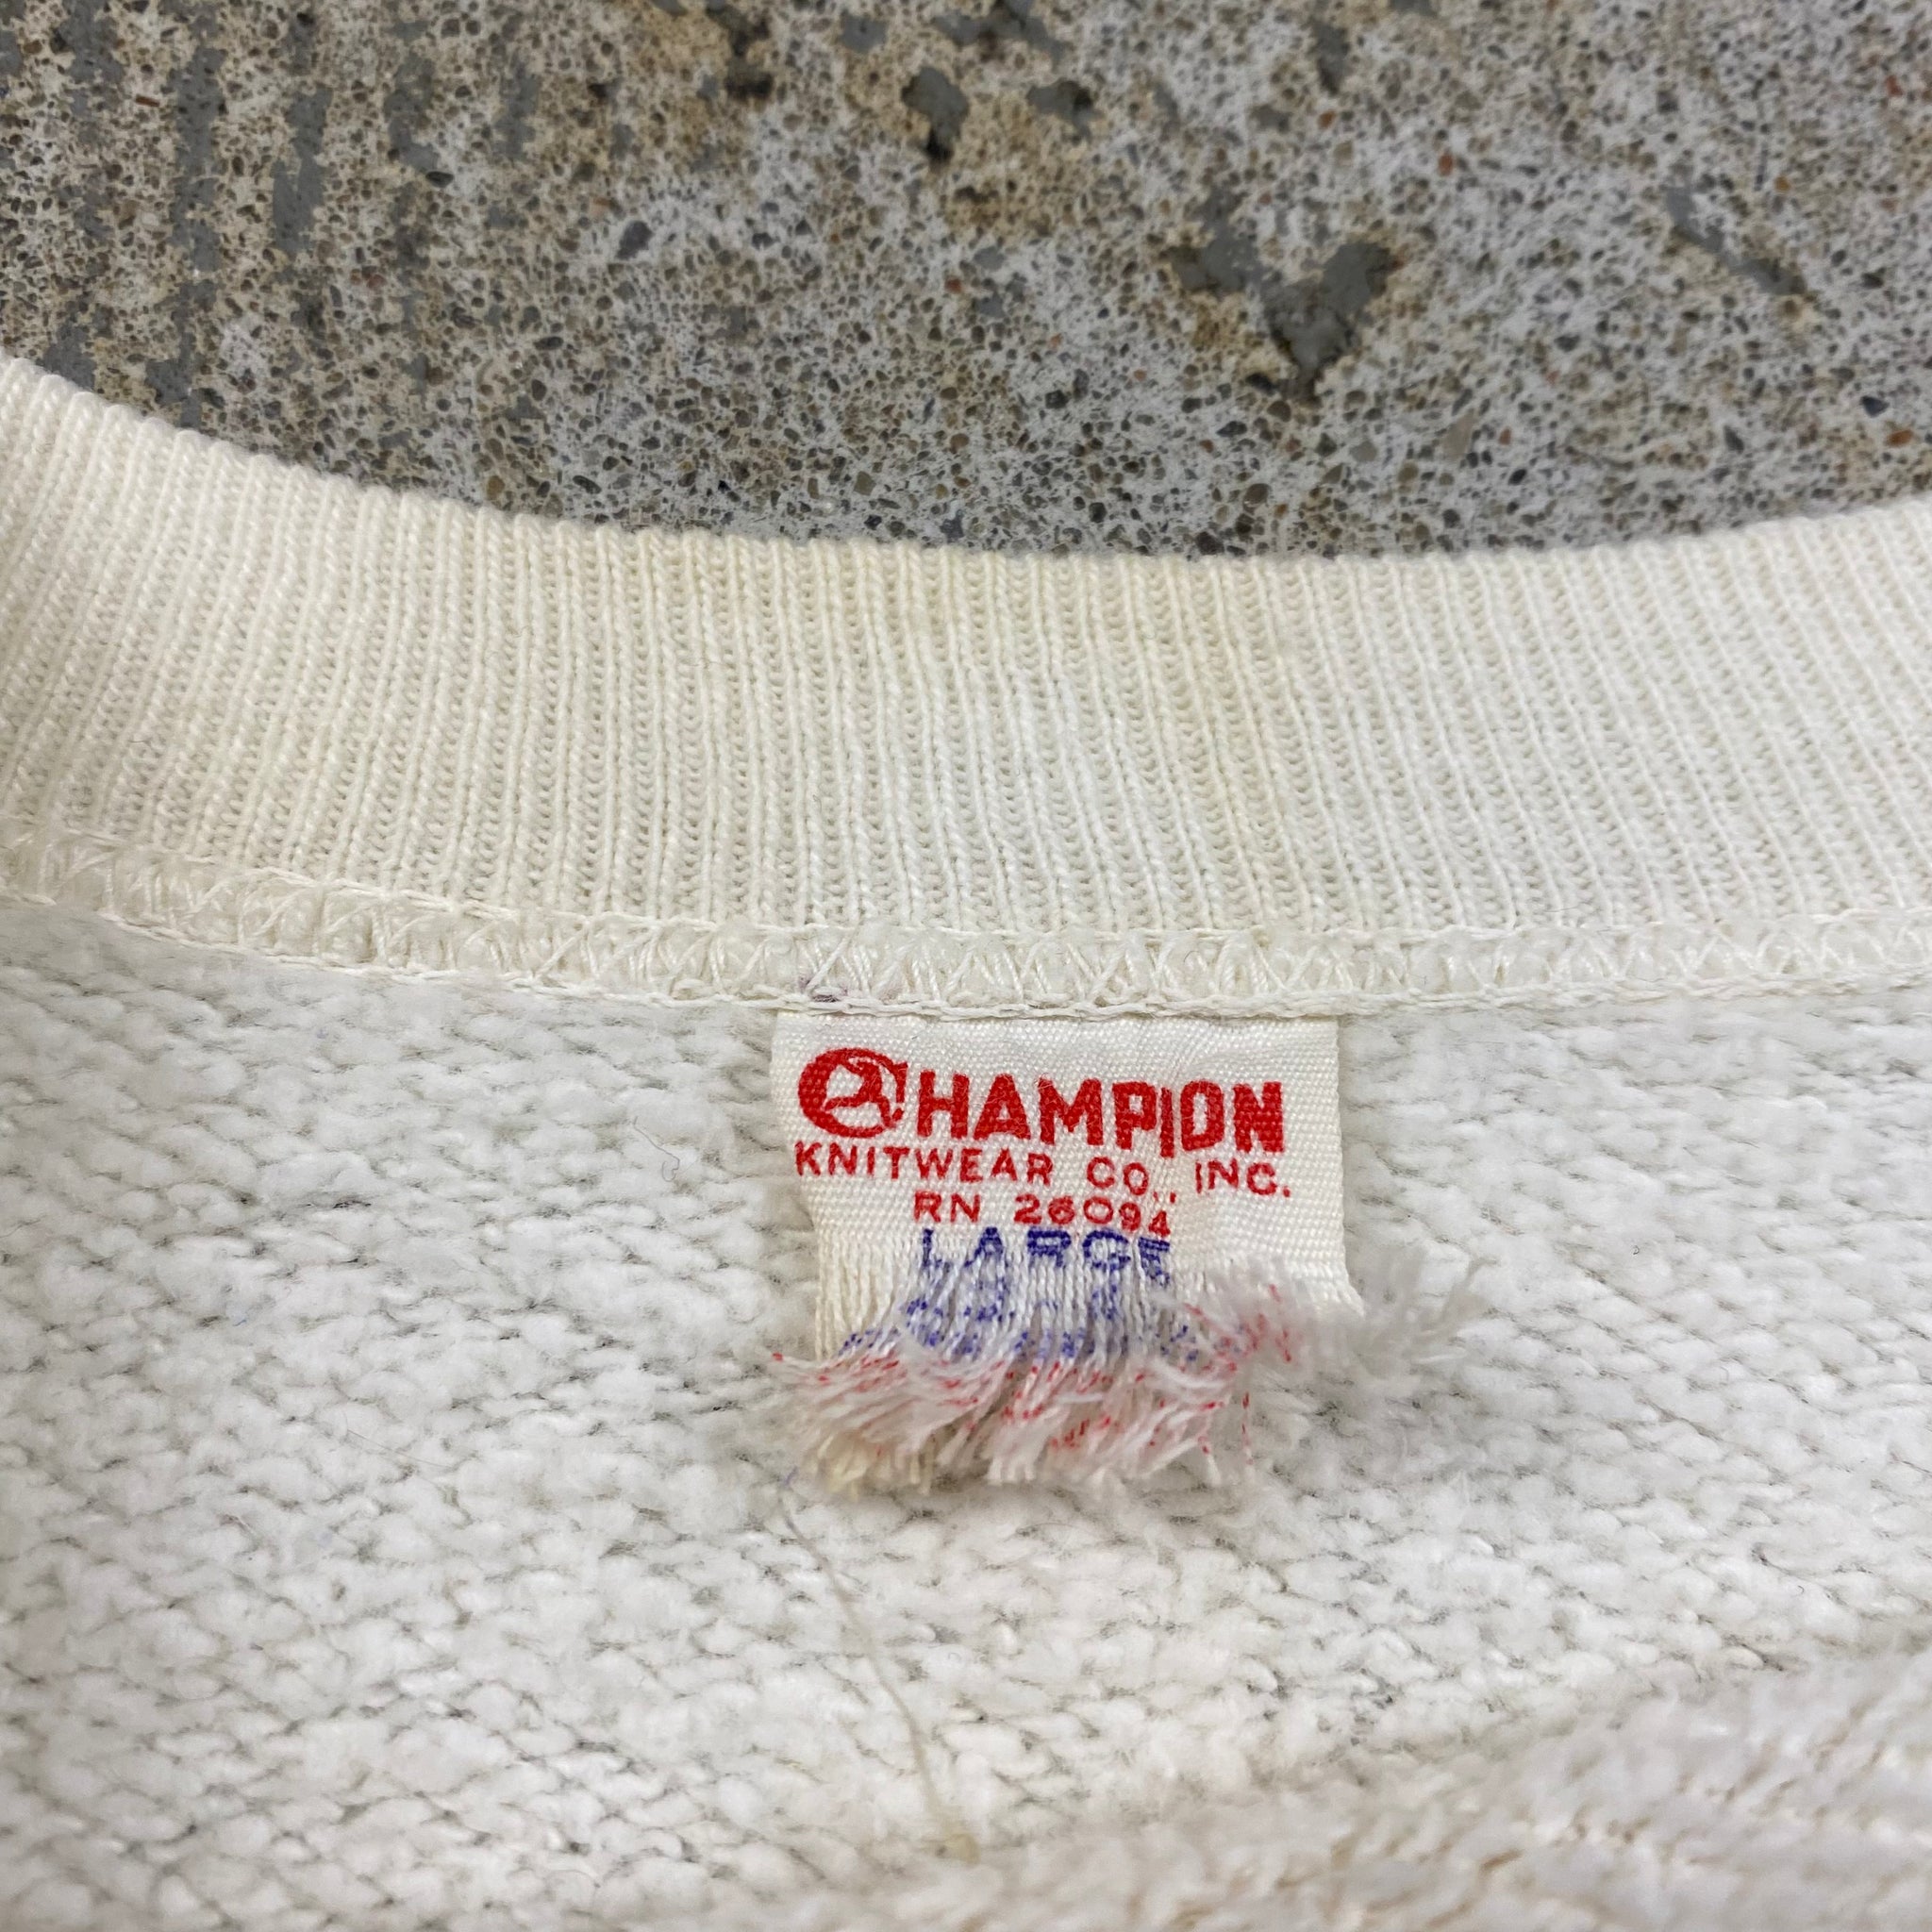 CHAMPION
KNITWEAR CO., INC.
RN 26094
LARGE